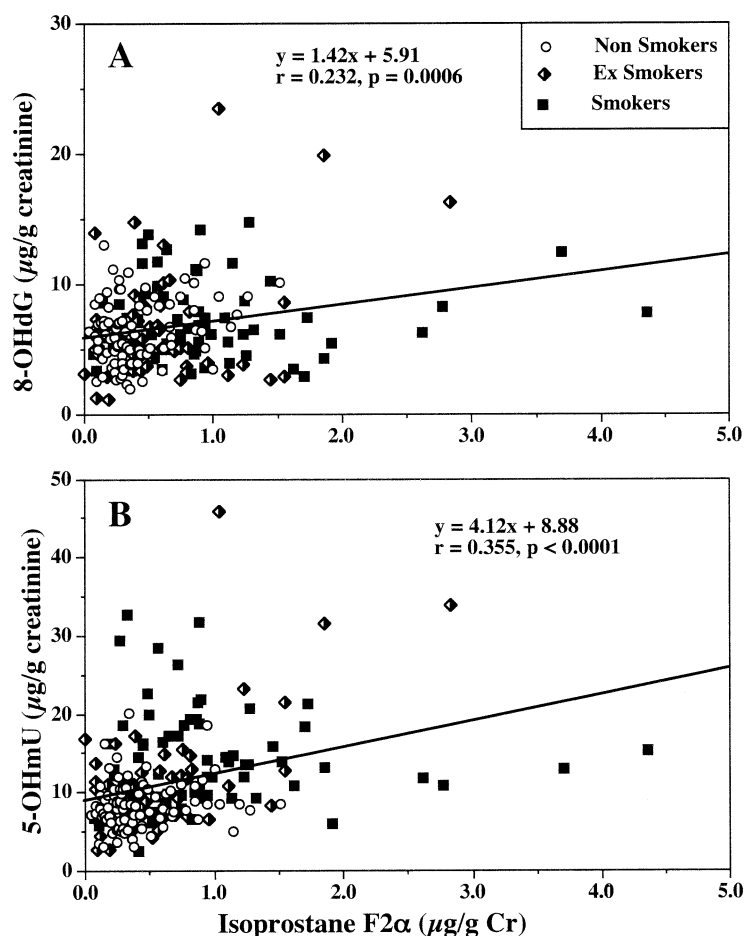 30
A
y = 1.42x + 5.91
r = 0.232, p = 0.0006
Non Smokers
Ex Smokers
Smokers
20
10
0
8-OHdG (µg/g creatinine)
0.0 1.0 2.0 3.0 4.0 5.0
50
B
y = 4.12x + 8.88
r = 0.355, p < 0.0001
40
30
20
10
0
5-OHmU (µg/g creatinine)
0.0 1.0 2.0 3.0 4.0 5.0
Isoprostane F2α (µg/g Cr)